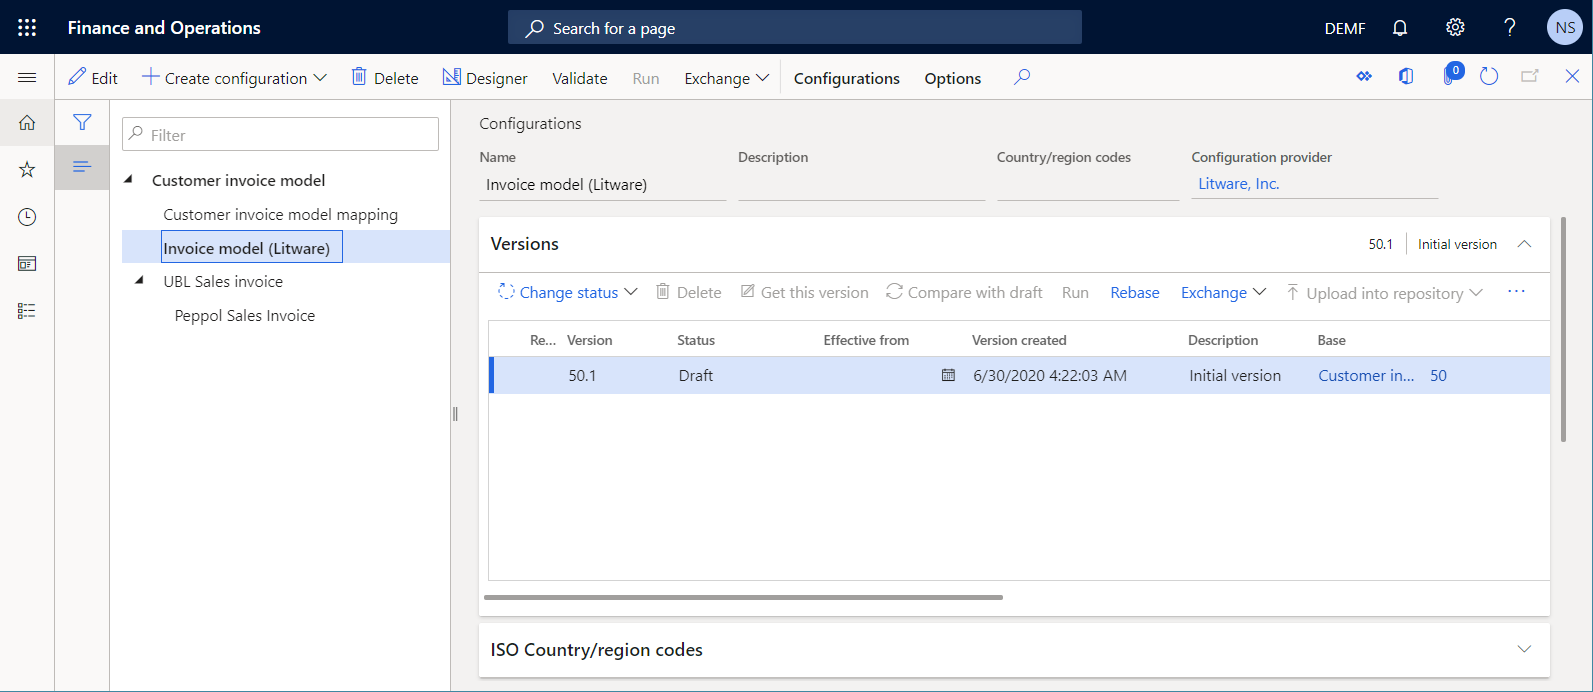 Finance and Operations
Search for a page
DEMF
?
NS
Edit
Create configuration
Delete
Designer
Validate
Run
Exchange
Configurations
Options
0
Filter
Customer invoice model
Customer invoice model mapping
Invoice model (Litware)
UBL Sales invoice
Peppol Sales Invoice
Configurations
Name
Description
Country/region codes
Configuration provider
Invoice model (Litware)
Litware, Inc.
Versions
50.1
Initial version
Change status
Delete
Get this version
Compare with draft
Run
Rebase
Exchange
Upload into repository
...
Re... Version Status Effective from Version created Description Base
50.1 Draft 6/30/2020 4:22:03 AM Initial version Customer in... 50
ISO Country/region codes